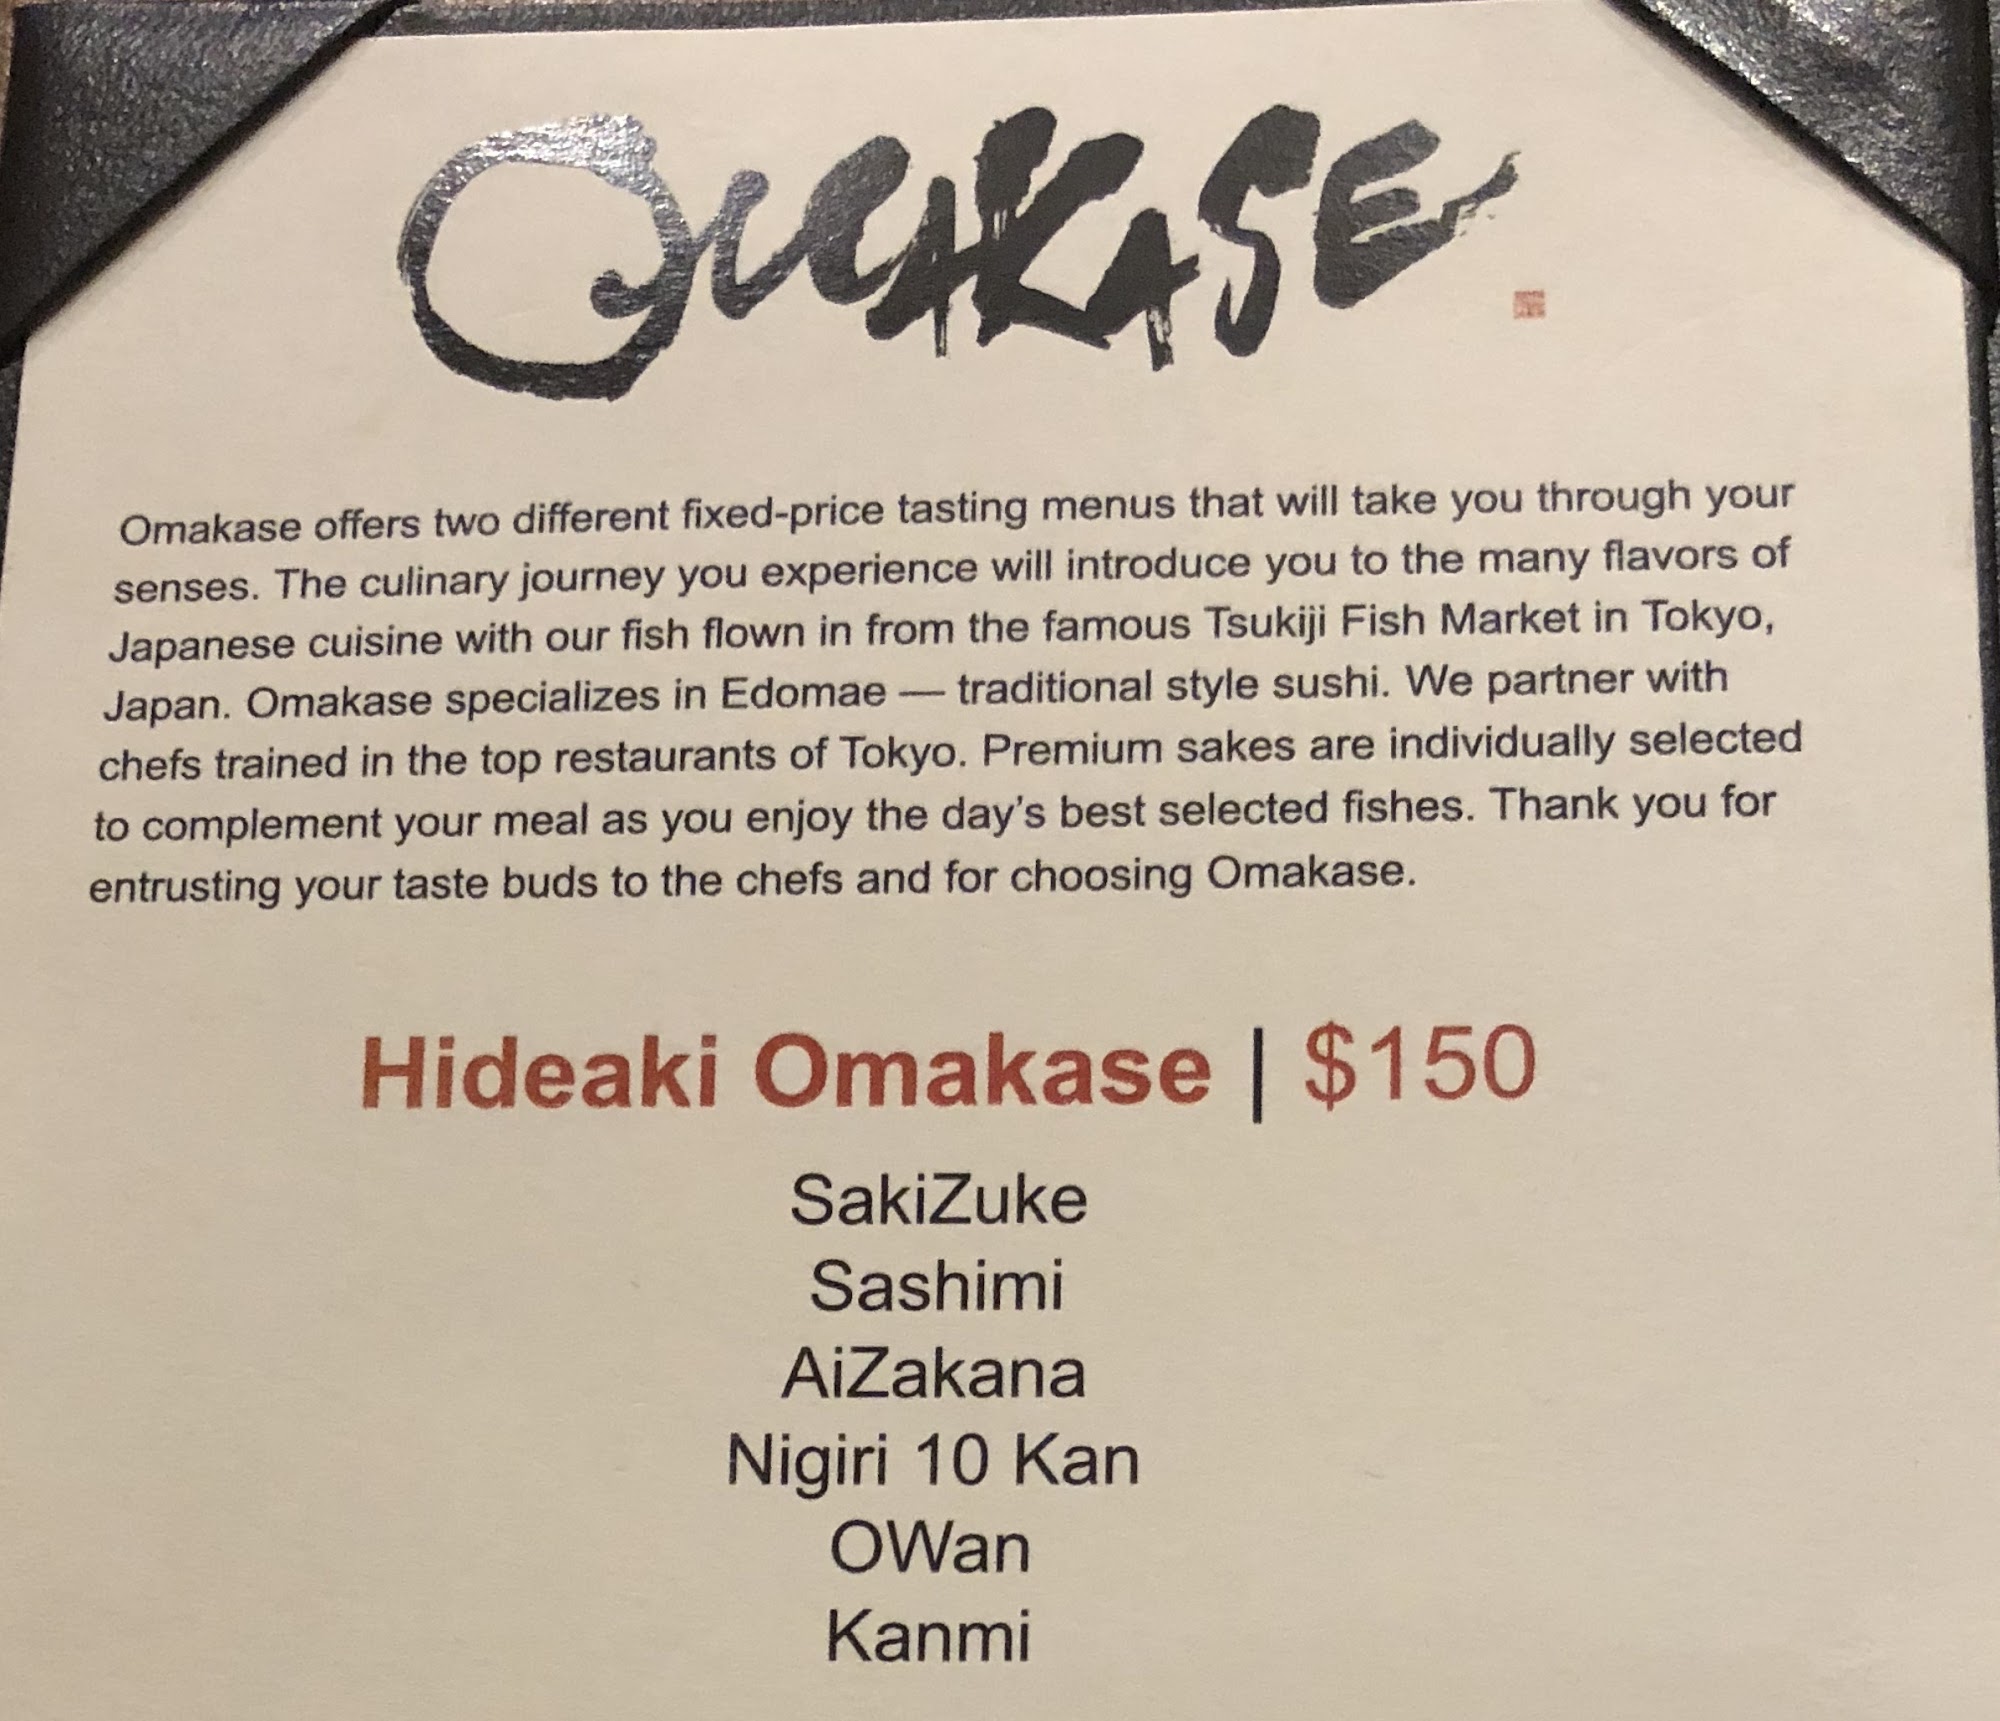 OMAKASE
Omakase offers two different fixed-price tasting menus that will take you through your
senses. The culinary journey you experience will introduce you to the many flavors of
Japanese cuisine with our fish flown in from the famous Tsukiji Fish Market in Tokyo,
Japan. Omakase specializes in Edomae — traditional style sushi. We partner with
chefs trained in the top restaurants of Tokyo. Premium sakes are individually selected
to complement your meal as you enjoy the day's best selected fishes. Thank you for
entrusting your taste buds to the chefs and for choosing Omakase.
Hideaki Omakase | $150
SakiZuke
Sashimi
AiZakana
Nigiri 10 Kan
OWan
Kanmi